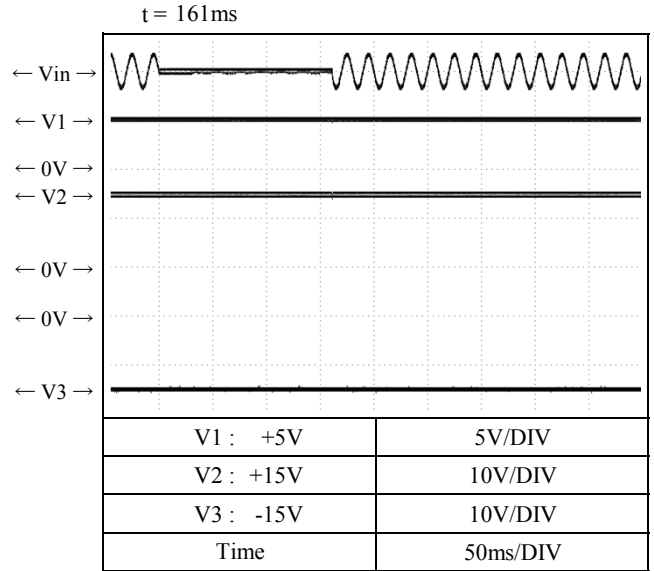 t = 161ms
← Vin →
← V1 →
← 0V →
← V2 →
← 0V →
← 0V →
← V3 →
V1 : +5V 5V/DIV
V2 : +15V 10V/DIV
V3 : -15V 10V/DIV
Time 50ms/DIV